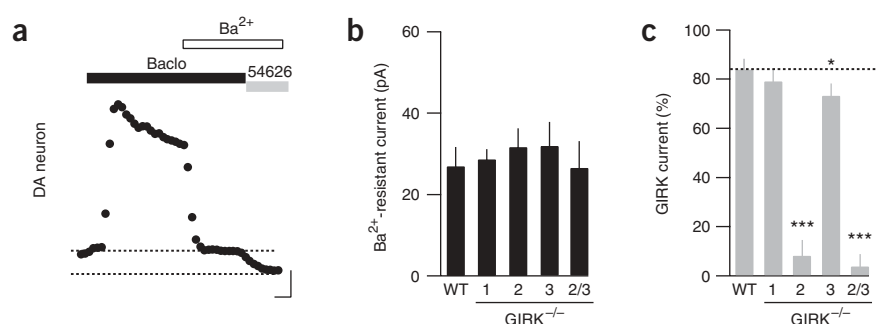 a
Ba2+
Baclo
54626
DA neuron
b
Ba2+-resistant current (pA)
60
40
20
0
WT
1
2
3
2/3
GIRK−/−
c
GIRK current (%)
100
80
60
40
20
0
*
***
***
WT
1
2
3
2/3
GIRK−/−